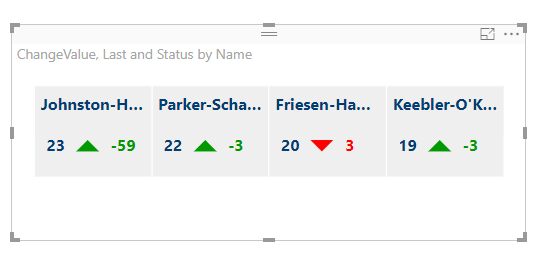 ChangeValue, Last and Status by Name
Johnston-H... Parker-Scha... Friesen-Ha... Keebler-O'K...
23 -59 22 -3 20 3 19 -3